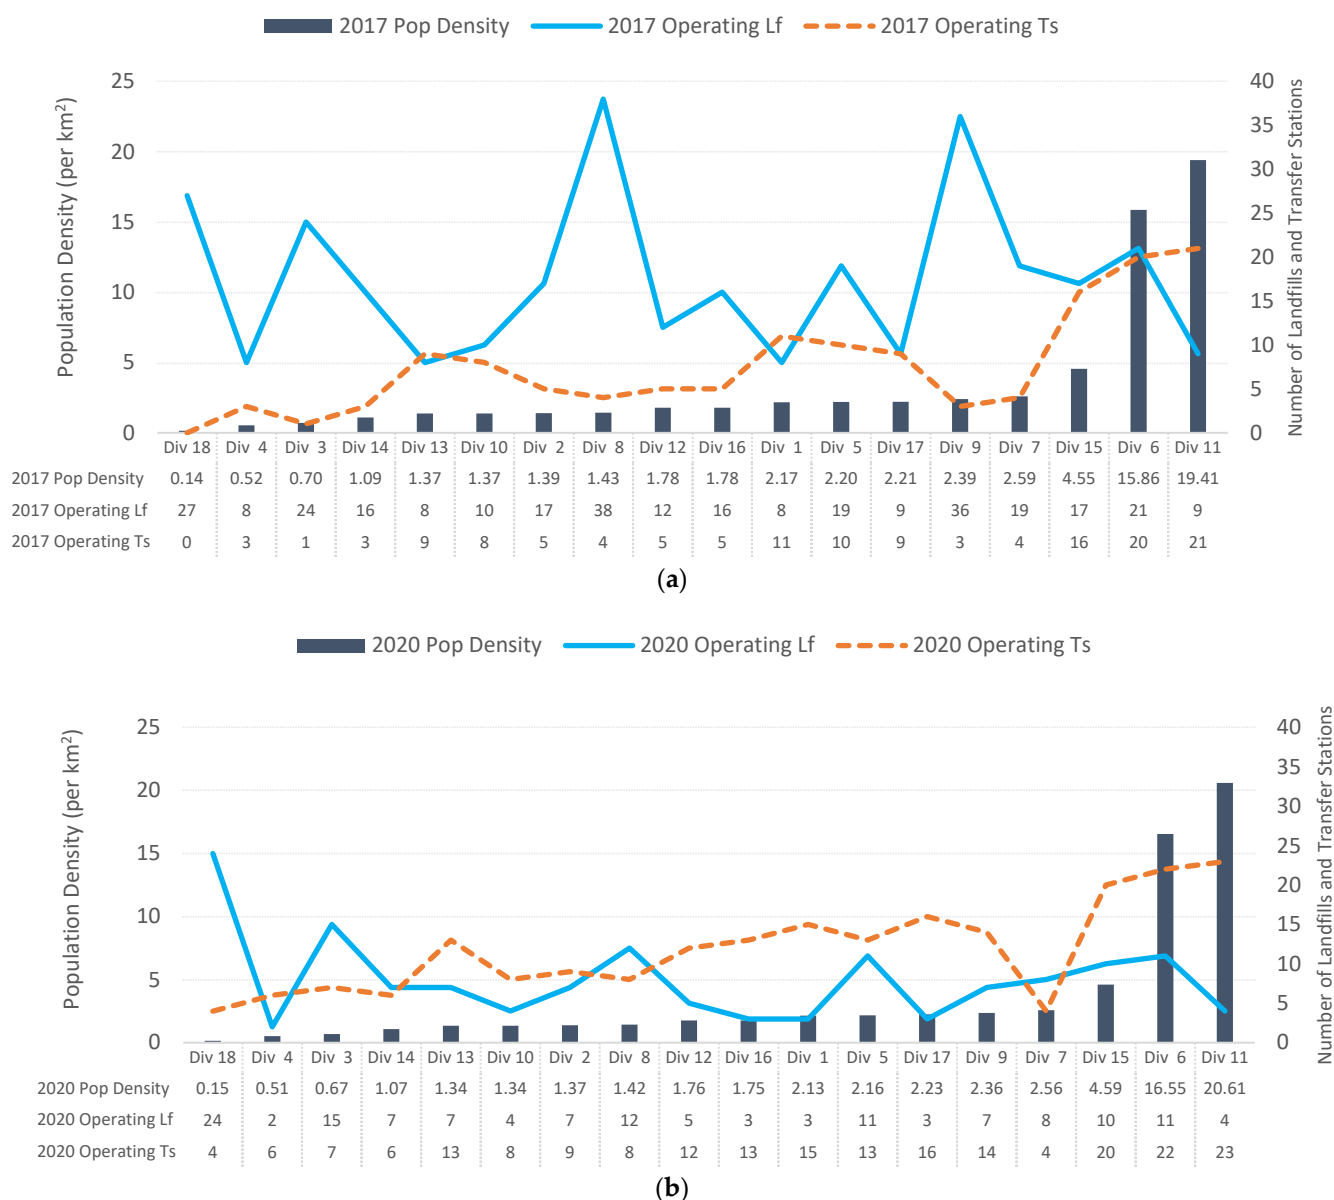 2017 Pop Density 2017 Operating Lf 2017 Operating Ts
Population Density (per km²)
25
20
15
10
5
0
40
35
30
25
20
15
10
5
0
Number of Landfills and Transfer Stations
Div 18 Div 4 Div 3 Div 14 Div 13 Div 10 Div 2 Div 8 Div 12 Div 16 Div 1 Div 5 Div 17 Div 9 Div 7 Div 15 Div 6 Div 11
2017 Pop Density 0.14 0.52 0.70 1.09 1.37 1.37 1.39 1.43 1.78 1.78 2.17 2.20 2.21 2.39 2.59 4.55 15.86 19.41
2017 Operating Lf 27 8 24 16 8 10 17 38 12 16 8 19 9 36 19 17 21 9
2017 Operating Ts 0 3 1 3 9 8 5 4 5 5 11 10 9 3 4 16 20 21
(a)
2020 Pop Density 2020 Operating Lf 2020 Operating Ts
Population Density (per km²)
25
20
15
10
5
0
40
35
30
25
20
15
10
5
0
Number of Landfills and Transfer Stations
Div 18 Div 4 Div 3 Div 14 Div 13 Div 10 Div 2 Div 8 Div 12 Div 16 Div 1 Div 5 Div 17 Div 9 Div 7 Div 15 Div 6 Div 11
2020 Pop Density 0.15 0.51 0.67 1.07 1.34 1.34 1.37 1.42 1.76 1.75 2.13 2.16 2.23 2.36 2.56 4.59 16.55 20.61
2020 Operating Lf 24 2 15 7 7 4 7 12 5 3 3 11 3 7 8 10 11 4
2020 Operating Ts 4 6 7 6 13 8 9 8 12 13 15 13 16 14 4 20 22 23
(b)